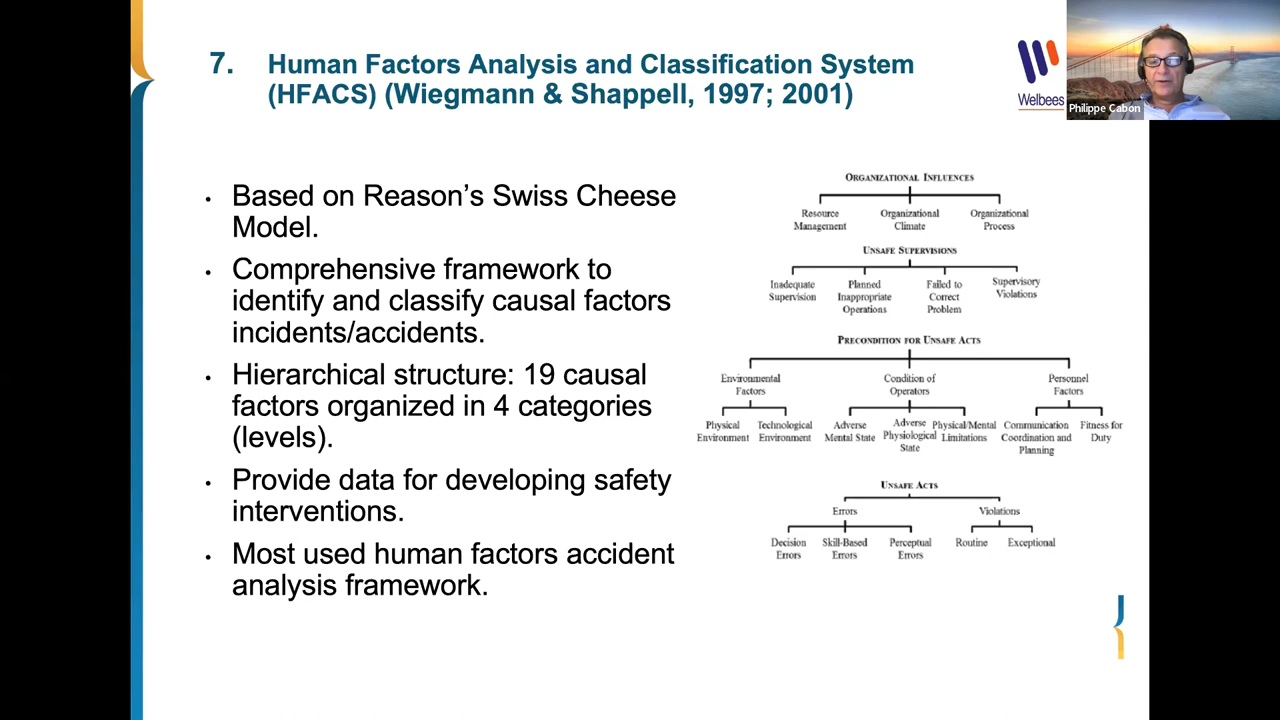 7. Human Factors Analysis and Classification System
(HFACS) (Wiegmann & Shappell, 1997; 2001)
Welbees
Philippe Cabon
• Based on Reason's Swiss Cheese
Model.
• Comprehensive framework to
identify and classify causal factors
incidents/accidents.
• Hierarchical structure: 19 causal
factors organized in 4 categories
(levels).
• Provide data for developing safety
interventions.
• Most used human factors accident
analysis framework.
ORGANIZATIONAL INFLUENCES
Resource
Management
Organizational
Climate
Organizational
Process
UNSAFE SUPERVISIONS
Inadequate
Supervision
Planned
Inappropriate
Operations
Failed to
Correct
Problem
Supervisory
Violations
PRECONDITION FOR UNSAFE ACTS
Environmental
Factors
Condition of
Operators
Personnel
Factors
Physical
Environment
Technological
Environment
Adverse
Mental State
Adverse
Physiological
State
Physical/Mental
Limitations
Communication
Coordination and
Planning
Fitness for
Duty
UNSAFE ACTS
Errors
Violations
Decision
Errors
Skill-Based
Errors
Perceptual
Errors
Routine
Exceptional